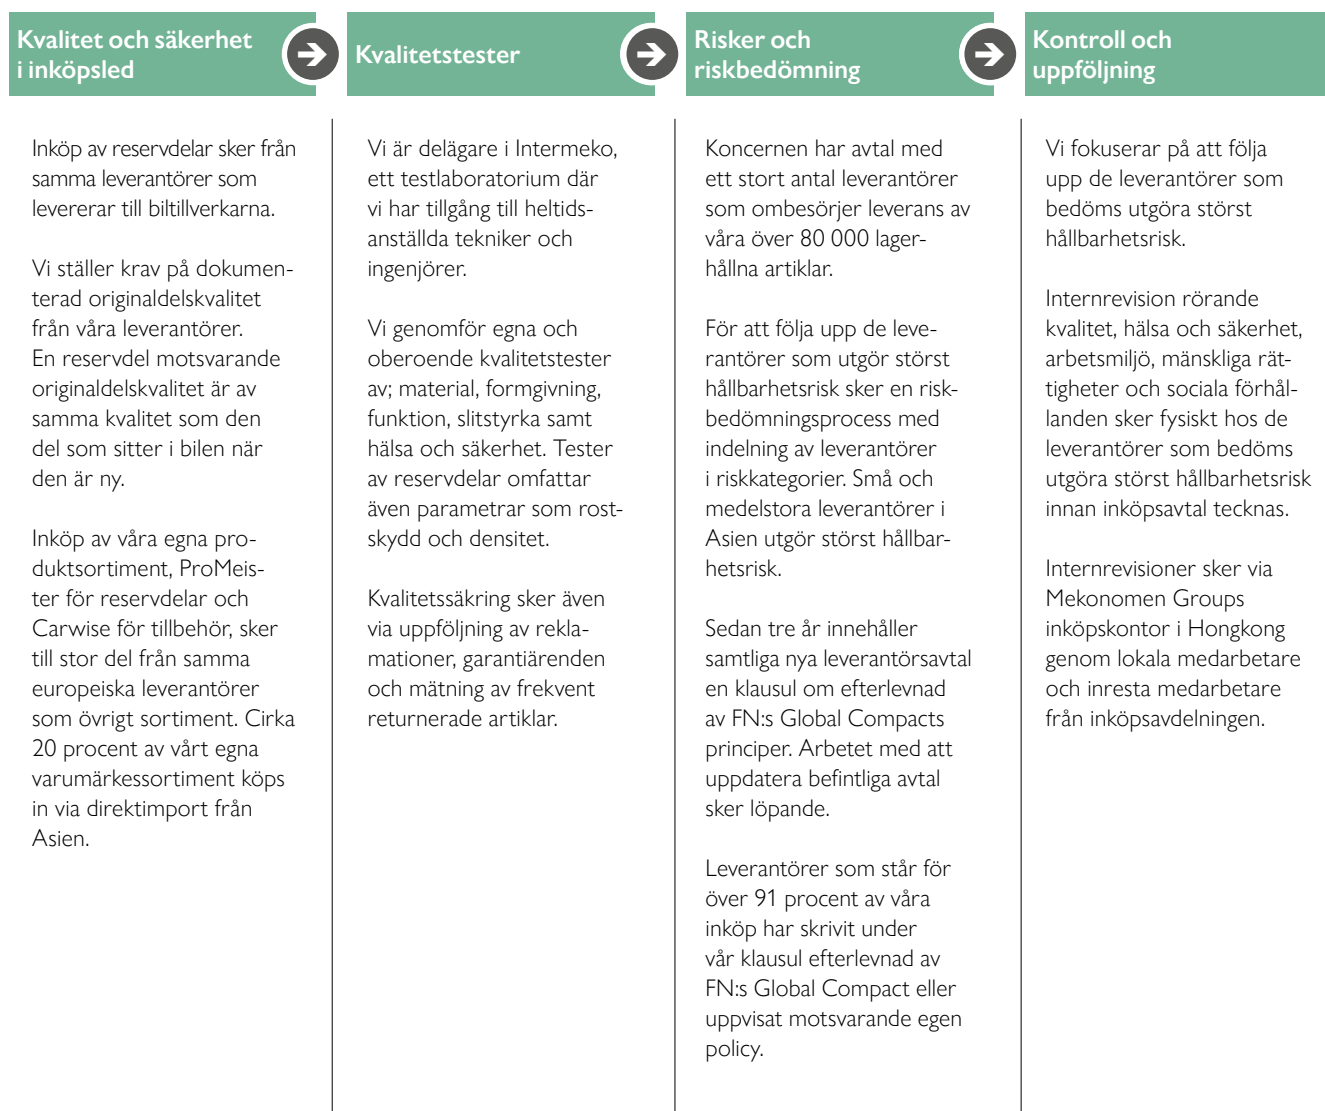 Kvalitet och säkerhet
i inköpsled
Inköp av reservdelar sker från
samma leverantörer som
levererar till biltillverkarna.
Vi ställer krav på dokumen-
terad originaldelskvalitet
från våra leverantörer.
En reservdel motsvarande
originaldelskvalitet är av
samma kvalitet som den
del som sitter i bilen när
den är ny.
Inköp av våra egna pro-
duktsortiment, ProMeis-
ter för reservdelar och
Carwise för tillbehör, sker
till stor del från samma
europeiska leverantörer
som övrigt sortiment. Cirka
20 procent av vårt egna
varumärkessortiment köps
in via direktimport från
Asien.
Kvalitetstester
Vi är delägare i Intermeko,
ett testlaboratorium där
vi har tillgång till heltids-
anställda tekniker och
ingenjörer.
Vi genomför egna och
oberoende kvalitetstester
av; material, formgivning,
funktion, slitstyrka samt
hälsa och säkerhet. Tester
av reservdelar omfattar
även parametrar som rost-
skydd och densitet.
Kvalitetssäkring sker även
via uppföljning av rekla-
mationer, garantiärenden
och mätning av frekvent
returnerade artiklar.
Risker och
riskbedömning
Koncernen har avtal med
ett stort antal leverantörer
som ombesörjer leverans av
våra över 80 000 lager-
hållna artiklar.
För att följa upp de leve-
rantörer som utgör störst
hållbarhetsrisk sker en risk-
bedömningsprocess med
indelning av leverantörer
i riskkategorier. Små och
medelstora leverantörer i
Asien utgör störst hållbar-
hetsrisk.
Sedan tre år innehåller
samtliga nya leverantörsavtal
en klausul om efterlevnad
av FN:s Global Compacts
principer. Arbetet med att
uppdatera befintliga avtal
sker löpande.
Leverantörer som står för
över 91 procent av våra
inköp har skrivit under
vår klausul efterlevnad av
FN:s Global Compact eller
uppvisat motsvarande egen
policy.
Kontroll och
uppföljning
Vi fokuserar på att följa
upp de leverantörer som
bedöms utgöra störst
hållbarhetsrisk.
Internrevision rörande
kvalitet, hälsa och säkerhet,
arbetsmiljö, mänskliga rät-
tigheter och sociala förhål-
landen sker fysiskt hos de
leverantörer som bedöms
utgöra störst hållbarhetsrisk
innan inköpsavtal tecknas.
Internrevisioner sker via
Mekonomen Groups
inköpskontor i Hongkong
genom lokala medarbetare
och inresta medarbetare
från inköpsavdelningen.